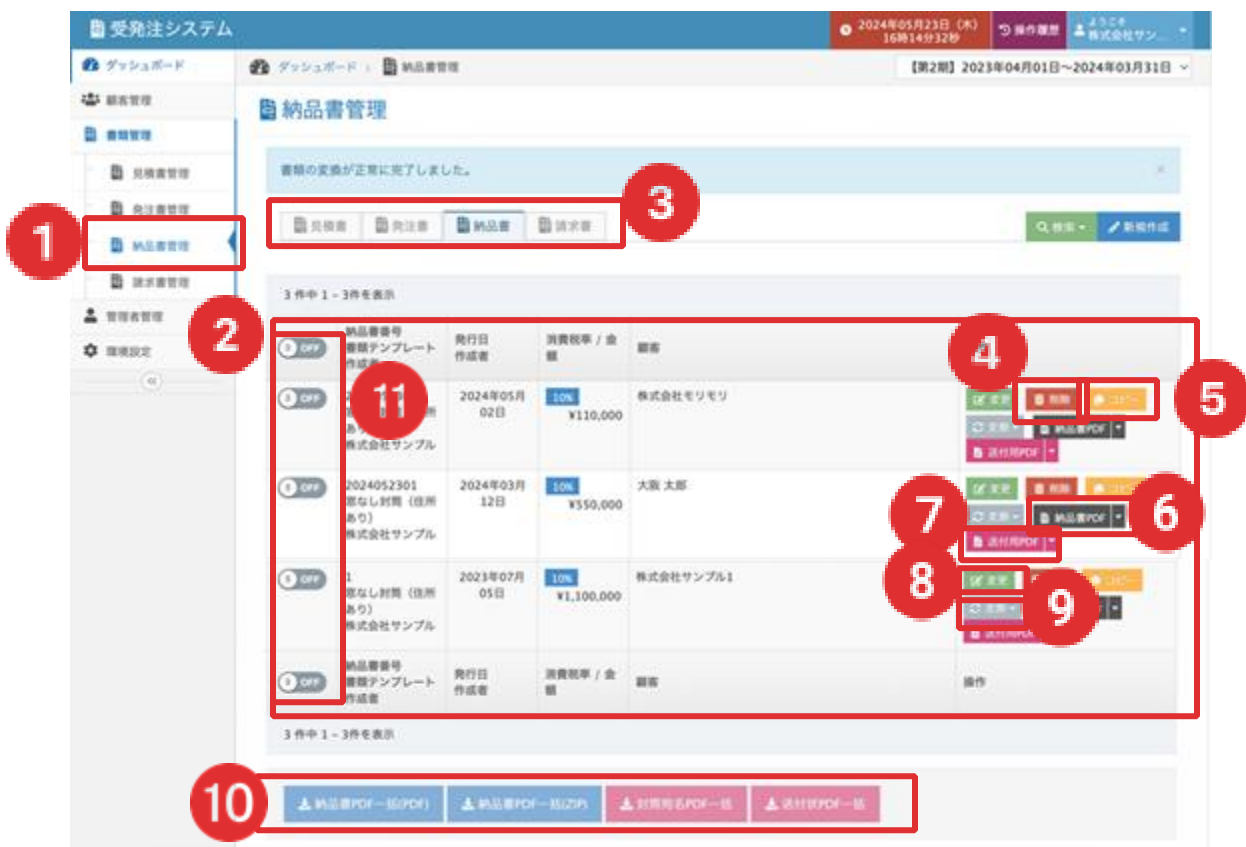 受発注システム
2024年05月23日（木）
16時14分32秒
操作履歴
ようこそ
株式会社サン...
ダッシュボード
顧客管理
書類管理
見積書管理
発注書管理
納品書管理
請求書管理
管理者管理
環境設定
ダッシュボード
納品書管理
【第2期】2023年04月01日～2024年03月31日
納品書管理
書類の変換が正常に完了しました。
×
見積書
発注書
納品書
請求書
検索
新規作成
1
2
3
4
5
6
7
8
9
10
11
3 件中 1 - 3件を表示
OFF
納品書番号
書類テンプレート
作成者
発行日
作成者
消費税率 / 金
額
顧客
OFF
所
あり）
株式会社サンプル
2024年05月
02日
10%
¥110,000
株式会社モリモリ
変更
削除
コピー
変換
納品書PDF
送付用PDF
OFF
2024052301
窓なし封筒（住所
あり）
株式会社サンプル
2024年03月
12日
10%
¥550,000
大阪 太郎
変更
削除
コピー
変換
納品書PDF
送付用PDF
OFF
1
窓なし封筒（住所
あり）
株式会社サンプル
2023年07月
05日
10%
¥1,100,000
株式会社サンプル1
変更
コピー
変換
送付用PDF
OFF
納品書番号
書類テンプレート
作成者
発行日
作成者
消費税率 / 金
額
顧客
操作
3 件中 1 - 3件を表示
納品書PDF一括(PDF)
納品書PDF一括(ZIP)
封筒宛名PDF一括
送付状PDF一括